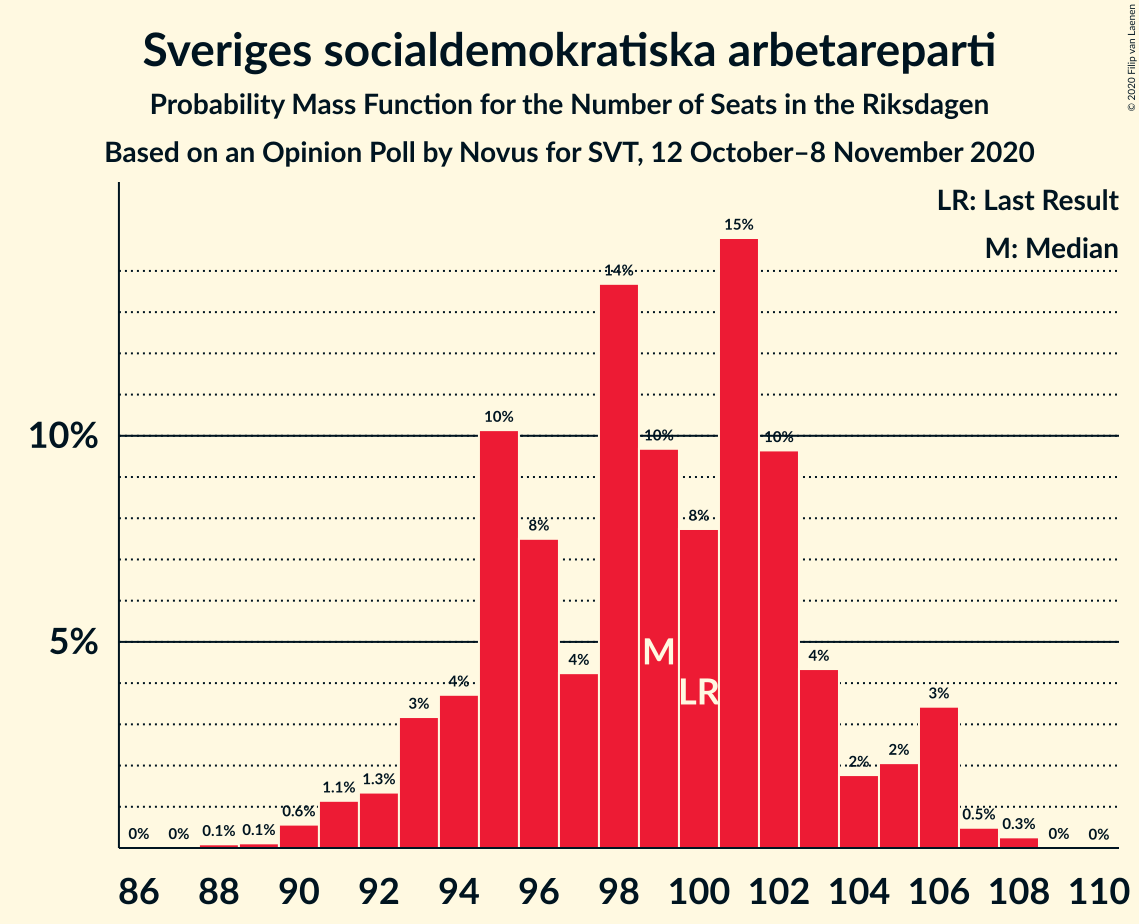 Sveriges socialdemokratiska arbetareparti
Probability Mass Function for the Number of Seats in the Riksdagen
Based on an Opinion Poll by Novus for SVT, 12 October–8 November 2020
© 2020 Filip van Laenen
LR: Last Result
M: Median
10%
5%
0% 0% 0.1% 0.1% 0.6% 1.1% 1.3% 3% 4% 10% 8% 4% 14% 10% 8% 15% 10% 4% 2% 2% 3% 0.5% 0.3% 0% 0%
M
LR
86 88 90 92 94 96 98 100 102 104 106 108 110